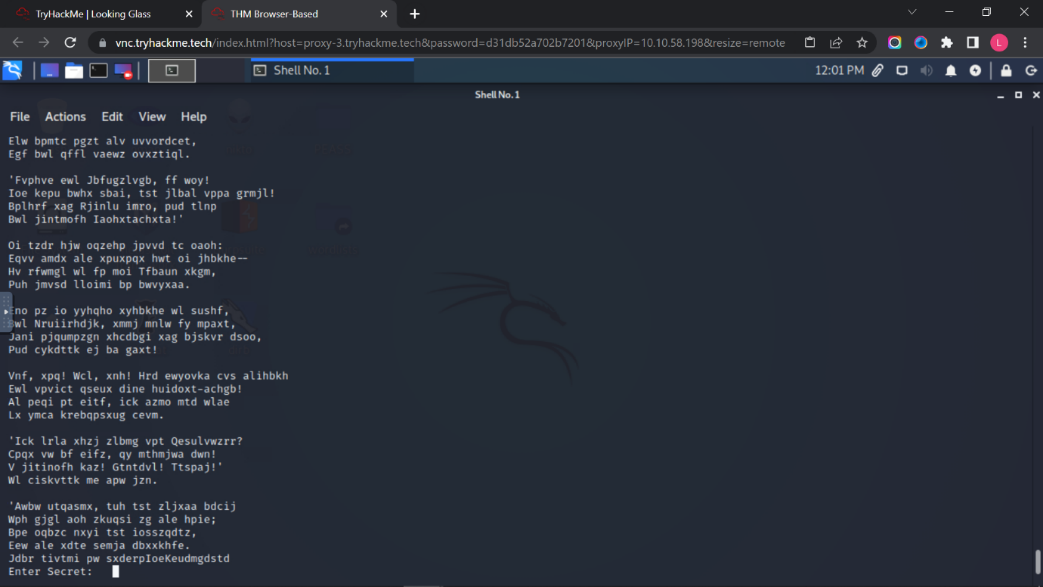 TryHackMe | Looking Glass
THM Browser-Based
vnc.tryhackme.tech/index.html?host=proxy-3.tryhackme.tech&password=d31db52a702b7201&proxyIP=10.10.58.198&resize=remote
L
Shell No. 1
12:01 PM
Shell No. 1
File Actions Edit View Help
Elw bpmtc pgzt alv uvvordcet,
Egf bwl qffl vaewz ovxztiql.
'Fvphve ewl Jbfugzlvgb, ff woy!
Ioe kepu bwhx sbai, tst jlbal vppa grmjl!
Bplhrf xag Rjinlu imro, pud tlnp
Bwl jintmofh Iaohxtachxta!'
Oi tzdr hjw oqzehp jpvvd tc oaoh:
Eqvv amdx ale xpuxpqx hwt oi jhbkhe--
Hv rfwmgl wl fp moi Tfbaun xkgm,
Puh jmvsd lloimi bp bwvyxaa.
Eno pz io yyhqho xyhbkhe wl sushf,
Bwl Nruiirhdjk, xmmj mnlw fy mpaxt,
Jani pjqumpzgn xhcdbgi xag bjskvr dsoo,
Pud cykdttk ej ba gaxt!
Vnf, xpq! Wcl, xnh! Hrd ewyovka cvs alihbkh
Ewl vpvict qseux dine huidoxt-achgb!
Al peqi pt eitf, ick azmo mtd wlae
Lx ymca krebqpsxug cevm.
'Ick lrla xhzj zlbmg vpt Qesulvwzrr?
Cpqx vw bf eifz, qy mthmjwa dwn!
V jitinofh kaz! Gtntdvl! Ttspaj!'
Wl ciskvttk me apw jzn.
'Awbw utqasmx, tuh tst zljxaa bdcij
Wph gjgl aoh zkuqsi zg ale hpie;
Bpe oqbzc nxyi tst iosszqdtz,
Eew ale xdte semja dbxxkhfe.
Jdbr tivtmi pw sxderpIoeKeudmgdstd
Enter Secret: